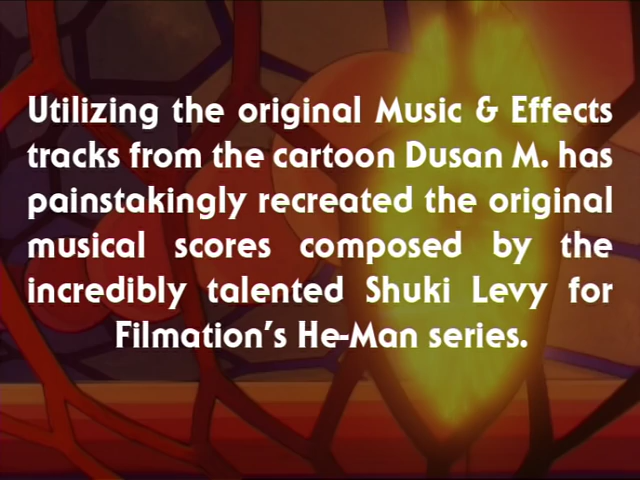 Utilizing the original Music & Effects
tracks from the cartoon Dusan M. has
painstakingly recreated the original
musical scores composed by the
incredibly talented Shuki Levy for
Filmation's He-Man series.